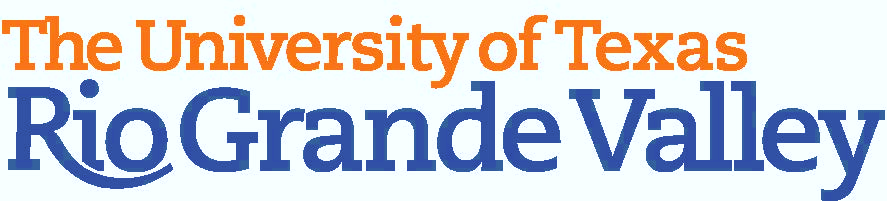 The University of Texas
Rio Grande Valley